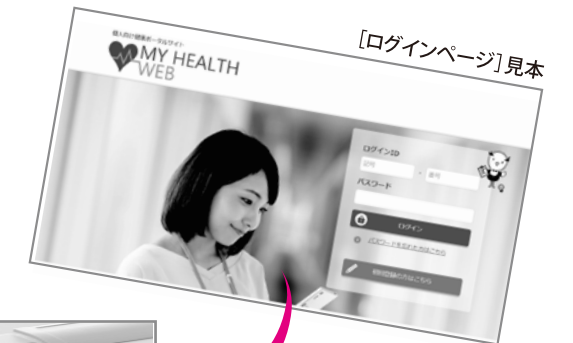 ［ログインページ］見本
個人向け健康ポータルサイト
MY HEALTH
WEB
ログインID
記号
-
番号
パスワード
ログイン
パスワードを忘れた方はこちら
初回登録の方はこちら